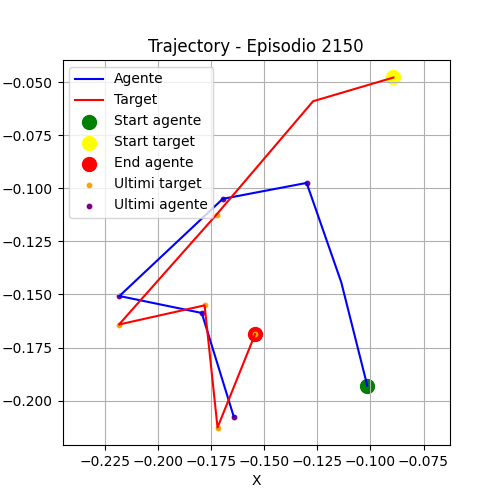 Trajectory - Episodio 2150
Agente
Target
Start agente
Start target
End agente
Ultimi target
Ultimi agente
−0.050
−0.075
−0.100
−0.125
−0.150
−0.175
−0.200
−0.225 −0.200 −0.175 −0.150 −0.125 −0.100 −0.075
X